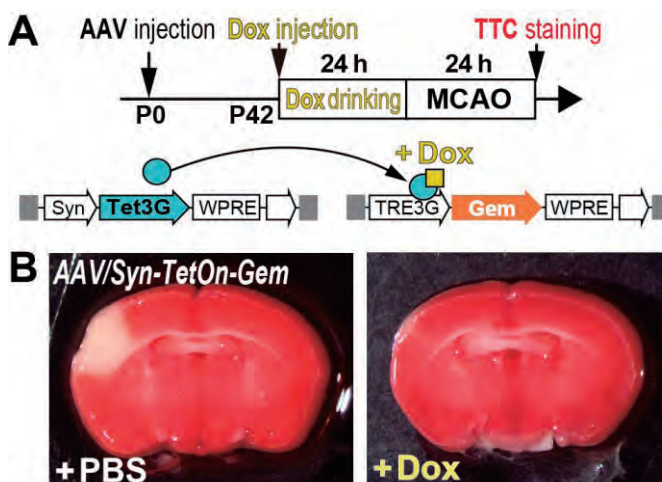 A
AAV injection Dox injection TTC staining
24 h 24 h
P0 P42 Dox drinking MCAO
+ Dox
Syn Tet3G WPRE TRE3G Gem WPRE
B AAV/Syn-TetOn-Gem
+ PBS + Dox